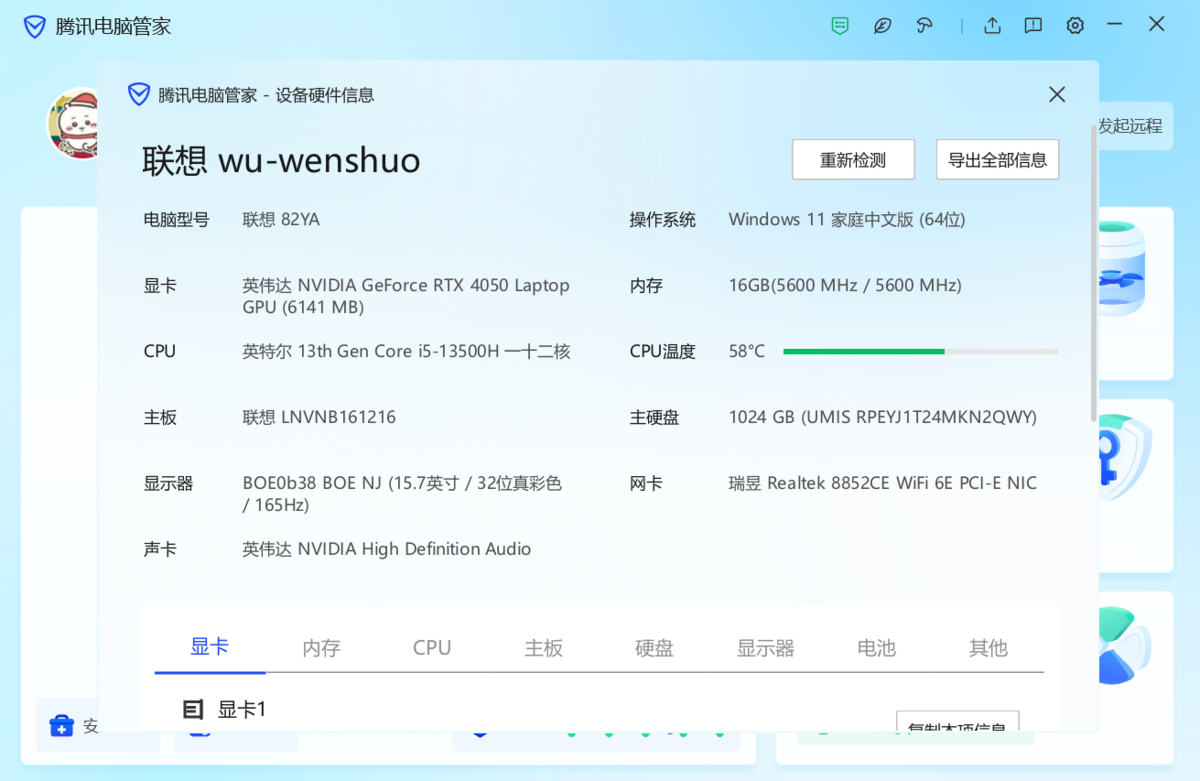 腾讯电脑管家
腾讯电脑管家 - 设备硬件信息
发起远程
联想 wu-wenshuo
重新检测
导出全部信息
电脑型号 联想 82YA
操作系统 Windows 11 家庭中文版 (64位)
显卡 英伟达 NVIDIA GeForce RTX 4050 Laptop
GPU (6141 MB)
内存 16GB(5600 MHz / 5600 MHz)
CPU 英特尔 13th Gen Core i5-13500H 一十二核
CPU温度 58°C
主板 联想 LNVNB161216
主硬盘 1024 GB (UMIS RPEYJ1T24MKN2QWY)
显示器 BOE0b38 BOE NJ (15.7英寸 / 32位真彩色
/ 165Hz)
网卡 瑞昱 Realtek 8852CE WiFi 6E PCI-E NIC
声卡 英伟达 NVIDIA High Definition Audio
显卡 内存 CPU 主板 硬盘 显示器 电池 其他
显卡1
复制本项信息
安